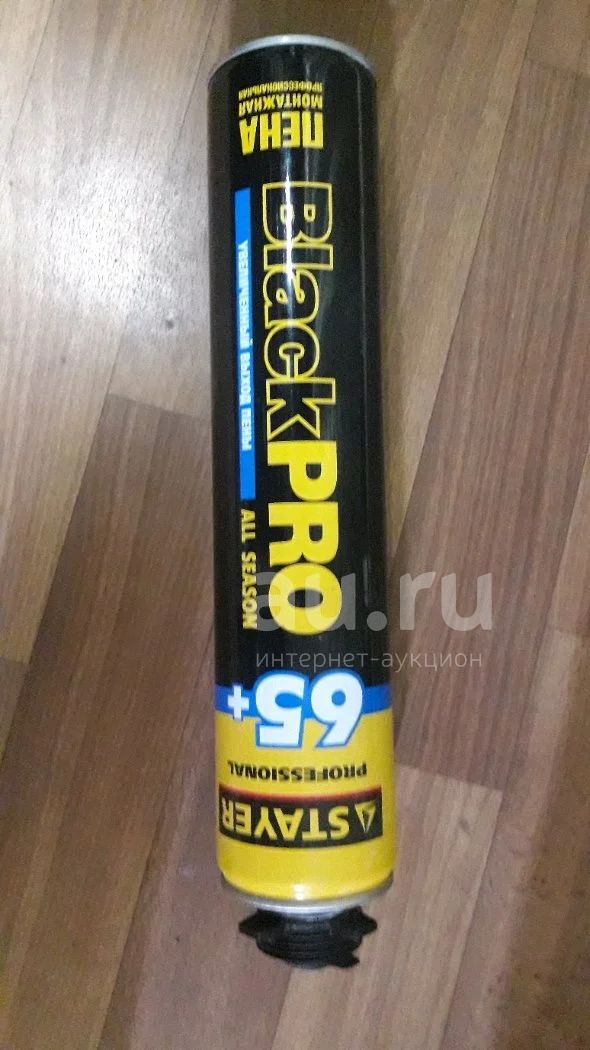 STAYER
PROFESSIONAL
65+
BlackPRO
ALL SEASON
УВЕЛИЧЕННЫЙ ВЫХОД ПЕНЫ
ПЕНА
МОНТАЖНАЯ
ПРОФЕССИОНАЛЬНАЯ
au.ru
интернет-аукцион